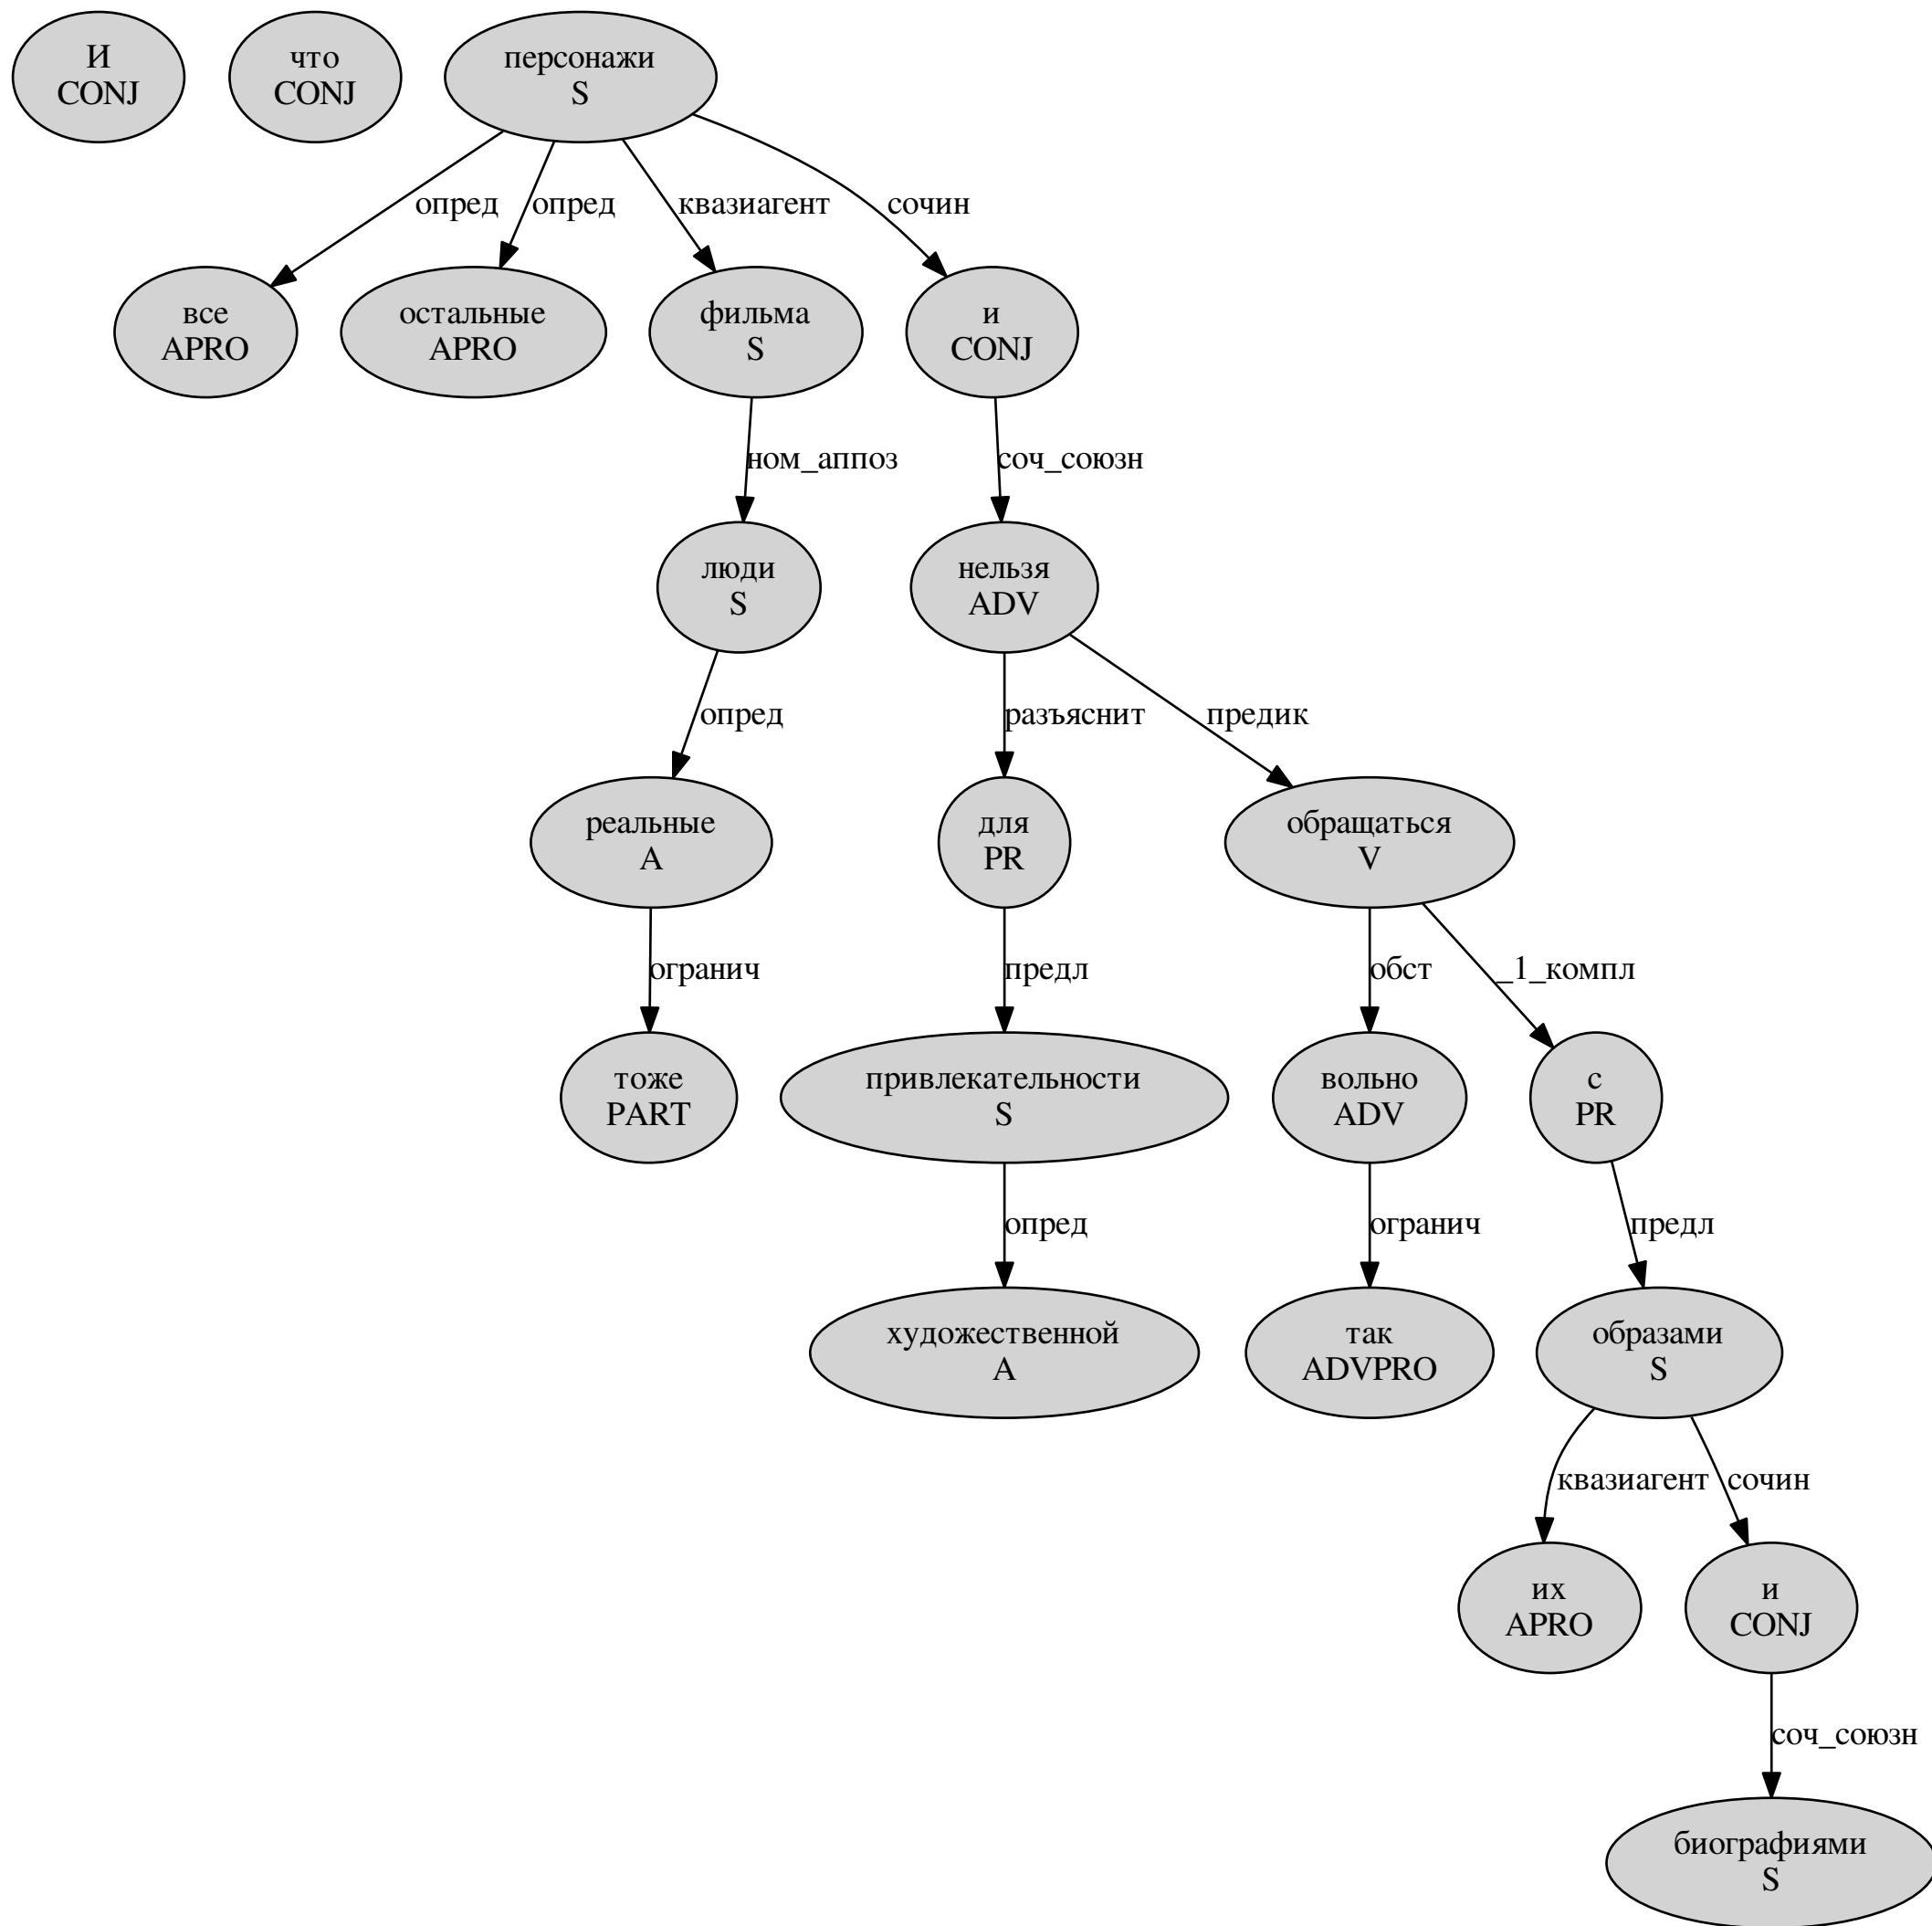 И
CONJ
что
CONJ
персонажи
S
опред
опред
квазиагент
сочин
все
APRO
остальные
APRO
фильма
S
и
CONJ
ном_аппоз
соч_союзн
люди
S
нельзя
ADV
опред
разъяснит
предик
реальные
A
для
PR
обращаться
V
огранич
предл
обст
_1_компл
тоже
PART
привлекательности
S
вольно
ADV
с
PR
опред
огранич
предл
художественной
A
так
ADVPRO
образами
S
квазиагент
сочин
их
APRO
и
CONJ
соч_союзн
биографиями
S